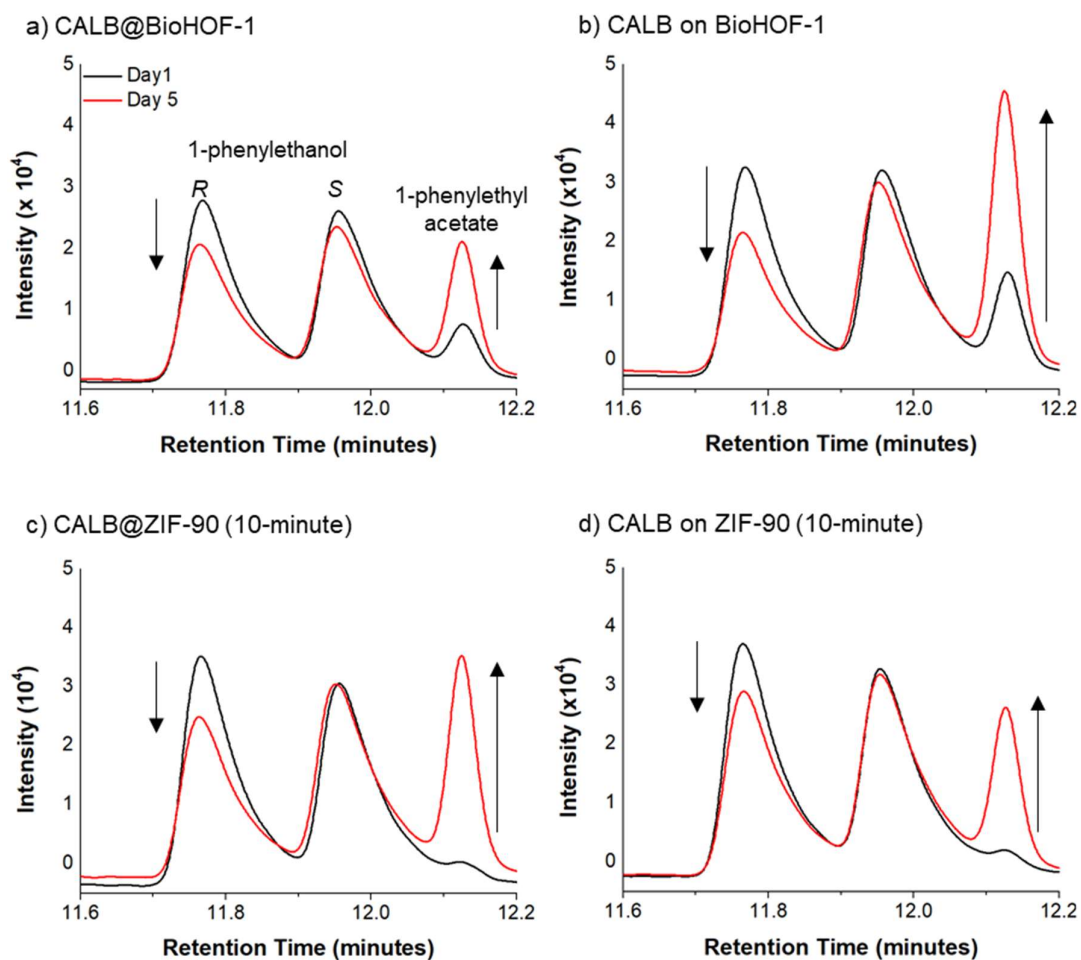 a) CALB@BioHOF-1
Day1
Day 5
1-phenylethanol
R
S
1-phenylethyl
acetate
Intensity (x 10⁴)
5
4
3
2
1
0
11.6
11.8
12.0
12.2
Retention Time (minutes)
b) CALB on BioHOF-1
Intensity (x10⁴)
5
4
3
2
1
0
11.6
11.8
12.0
12.2
Retention Time (minutes)
c) CALB@ZIF-90 (10-minute)
Intensity (10⁴)
5
4
3
2
1
0
11.6
11.8
12.0
12.2
Retention Time (minutes)
d) CALB on ZIF-90 (10-minute)
Intensity (x10⁴)
5
4
3
2
1
0
11.6
11.8
12.0
12.2
Retention Time (minutes)